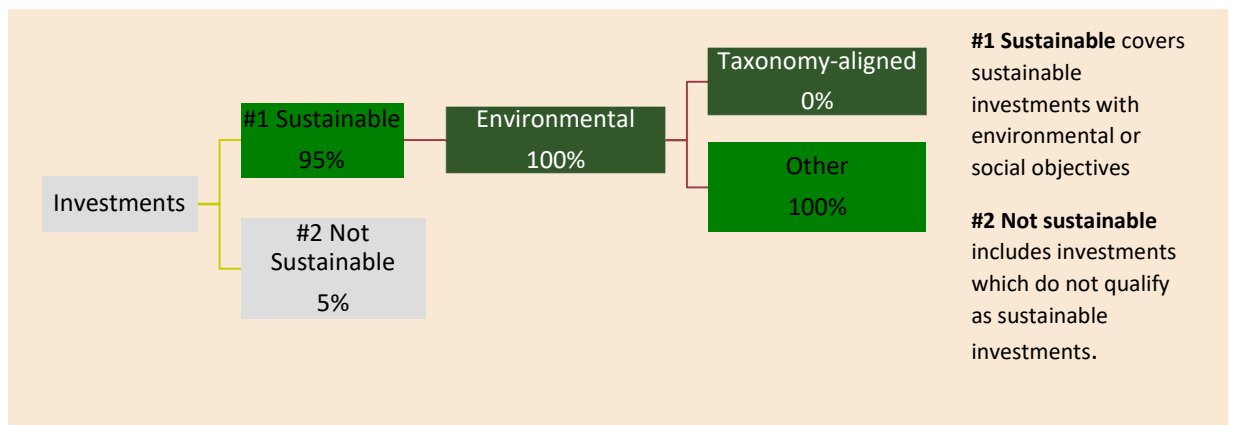 Investments
#1 Sustainable
95%
#2 Not
Sustainable
5%
Environmental
100%
Taxonomy-aligned
0%
Other
100%
#1 Sustainable covers
sustainable
investments with
environmental or
social objectives
#2 Not sustainable
includes investments
which do not qualify
as sustainable
investments.